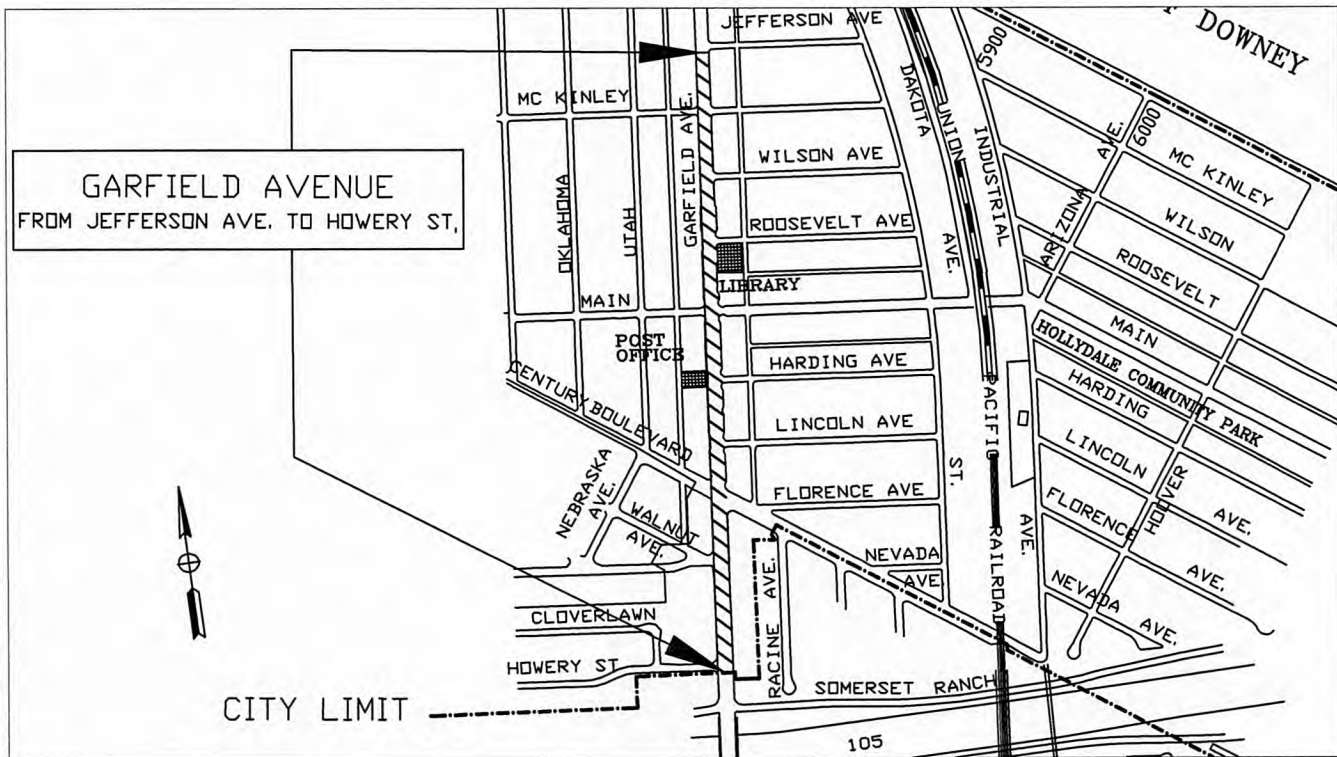 JEFFERSON AVE
DOWNEY
5900
DAKOTA
AVE.
UNION
INDUSTRIAL
MC KINLEY
GARFIELD AVE.
AVE.
6000
MC KINLEY
GARFIELD AVENUE
FROM JEFFERSON AVE. TO HOWERY ST.
WILSON AVE
WILSON
OKLAHOMA
UTAH
ROOSEVELT AVE
ARIZONA
ROOSEVELT
LIBRARY
MAIN
MAIN
POST
OFFICE
HARDING AVE
HOLLYDALE COMMUNITY PARK
HARDING
CENTURY BOULEVARD
PACIFIC
LINCOLN AVE
LINCOLN
NEBRASKA
AVE.
ST.
FLORENCE AVE
FLORENCE
HOOVER
AVE.
WALNUT
AVE.
RAILROAD
AVE.
NEVADA
AVE
NEVADA AVE.
AVE.
CLOVERLAWN
RACINE AVE.
HOWERY ST
SOMERSET RANCH
CITY LIMIT
105